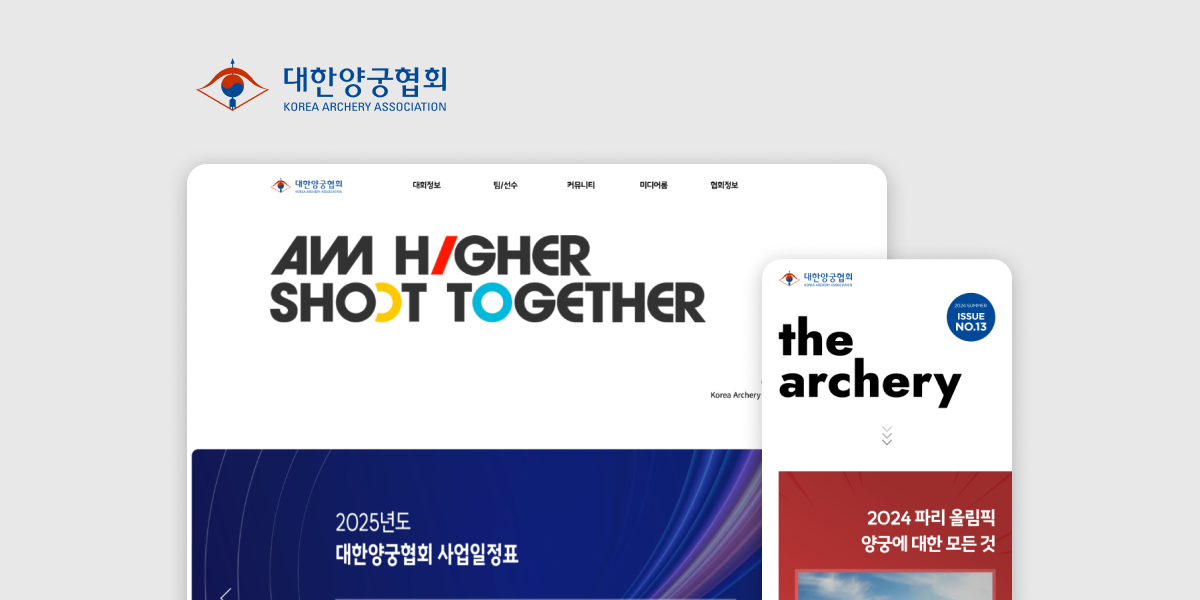 대한양궁협회
KOREA ARCHERY ASSOCIATION
대한양궁협회
KOREA ARCHERY ASSOCIATION
대회정보
팀/선수
커뮤니티
미디어룸
협회정보
AIM HIGHER
SHOOT TOGETHER
Korea Archery
2025년도
대한양궁협회 사업일정표
대한양궁협회
KOREA ARCHERY ASSOCIATION
2024 SUMMER
ISSUE
NO.13
the
archery
2024 파리 올림픽
양궁에 대한 모든 것